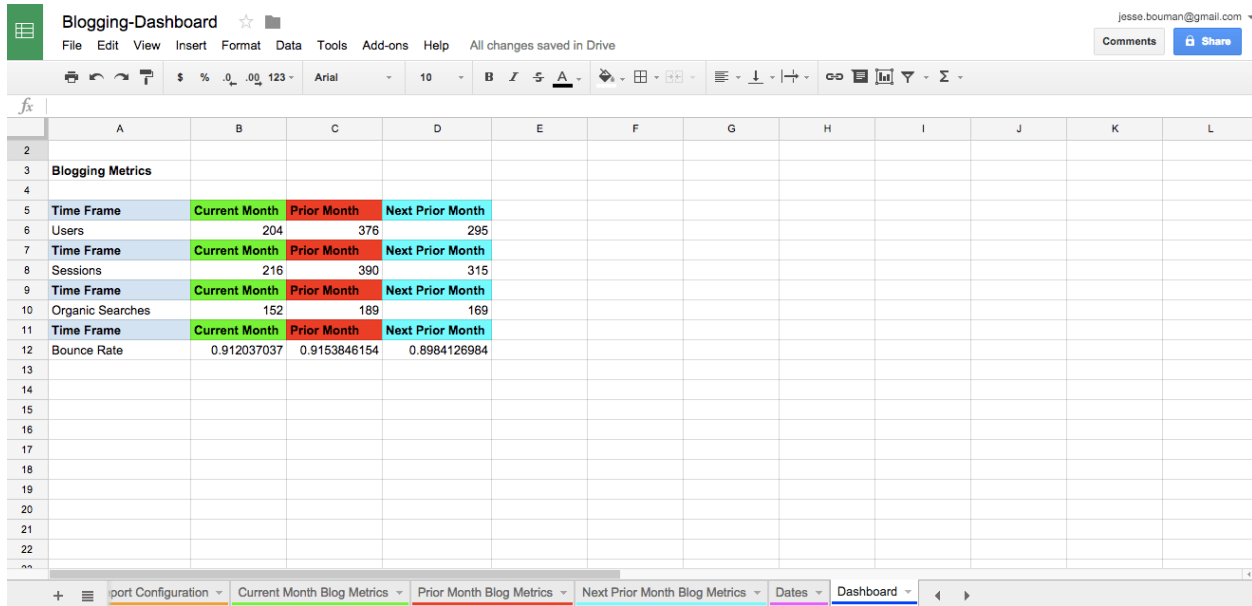 Blogging-Dashboard
jesse.bouman@gmail.com
File Edit View Insert Format Data Tools Add-ons Help All changes saved in Drive
Comments Share
$ % .0 .00 123 Arial 10 B I S A Σ
fx
A B C D E F G H I J K L
2
3 Blogging Metrics
4
5 Time Frame Current Month Prior Month Next Prior Month
6 Users 204 376 295
7 Time Frame Current Month Prior Month Next Prior Month
8 Sessions 216 390 315
9 Time Frame Current Month Prior Month Next Prior Month
10 Organic Searches 152 189 169
11 Time Frame Current Month Prior Month Next Prior Month
12 Bounce Rate 0.912037037 0.9153846154 0.8984126984
13
14
15
16
17
18
19
20
21
22
port Configuration Current Month Blog Metrics Prior Month Blog Metrics Next Prior Month Blog Metrics Dates Dashboard